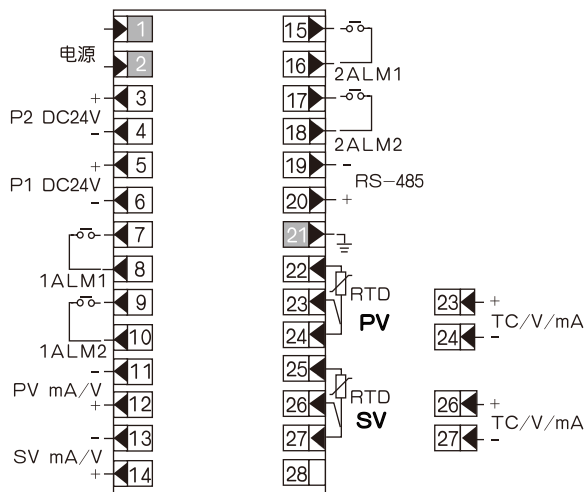 1
电源
2
+ 3
P2 DC24V
- 4
+ 5
P1 DC24V
- 6
7
8
1ALM1
9
10
1ALM2
- 11
PV mA/V
+ 12
- 13
SV mA/V
+ 14
15
16
2ALM1
17
18
2ALM2
19 -
RS-485
20 +
21
22
RTD
23
PV
24
25
RTD
26
SV
27
28
23 +
TC/V/mA
24 -
26 +
TC/V/mA
27 -